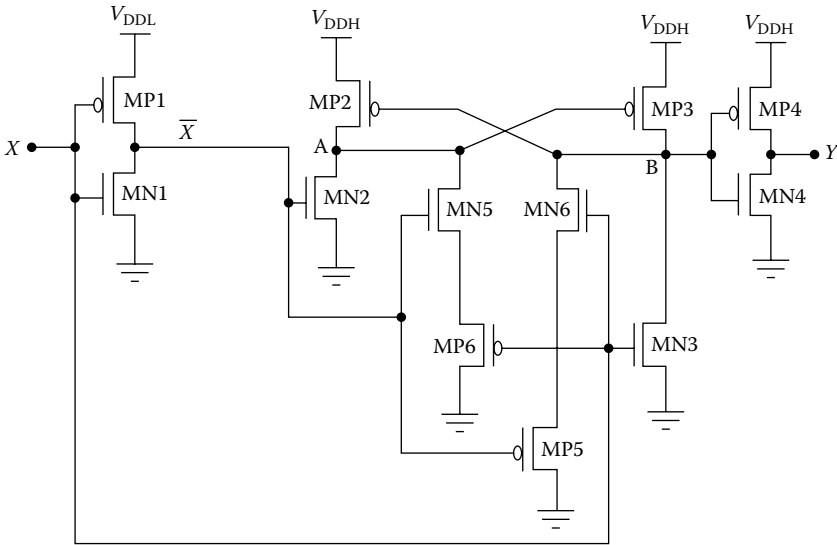 V_DDL
V_DDH
V_DDH
V_DDH
MP1
MP2
MP3
MP4
X
X̅
A
B
Y
MN1
MN2
MN5
MN6
MN4
MP6
MN3
MP5